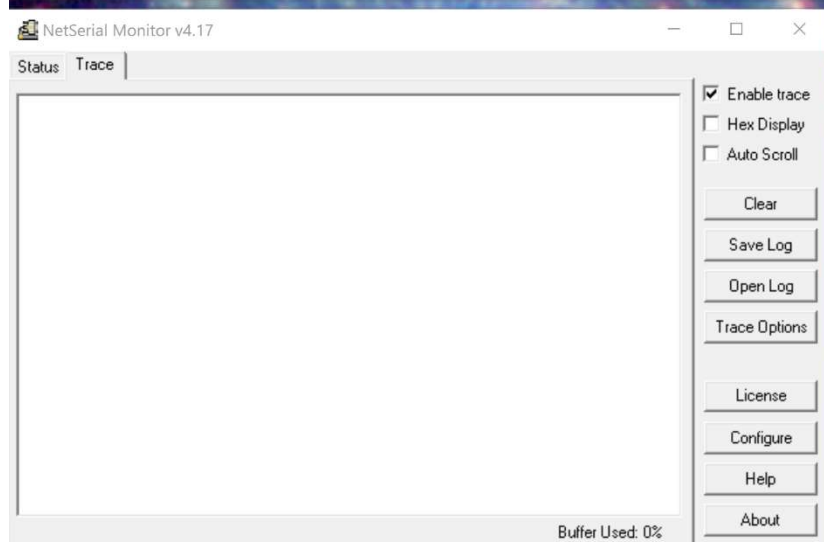 NetSerial Monitor v4.17
Status Trace
Enable trace
Hex Display
Auto Scroll
Clear
Save Log
Open Log
Trace Options
License
Configure
Help
About
Buffer Used: 0%